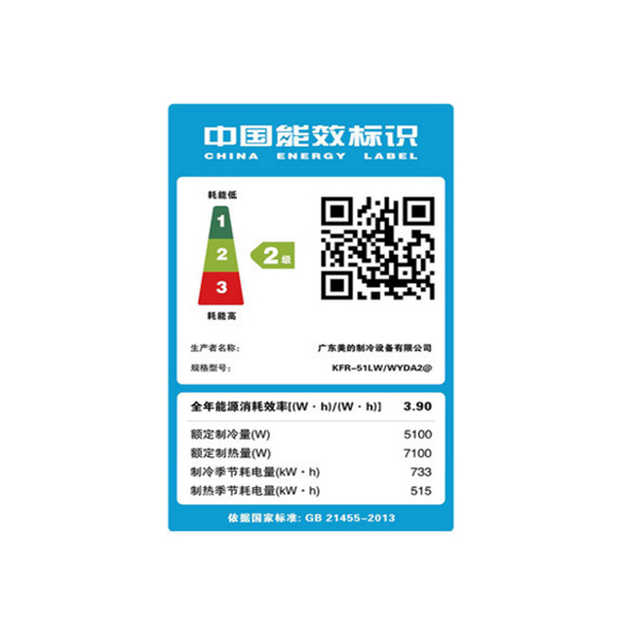 中国能效标识
CHINA ENERGY LABEL
耗能低
1
2
2级
3
耗能高
生产者名称: 广东美的制冷设备有限公司
规格型号: KFR-51LW/WYDA2@
全年能源消耗效率[(W·h)/(W·h)] 3.90
额定制冷量(W) 5100
额定制热量(W) 7100
制冷季节耗电量(kW·h) 733
制热季节耗电量(kW·h) 515
依据国家标准: GB 21455-2013